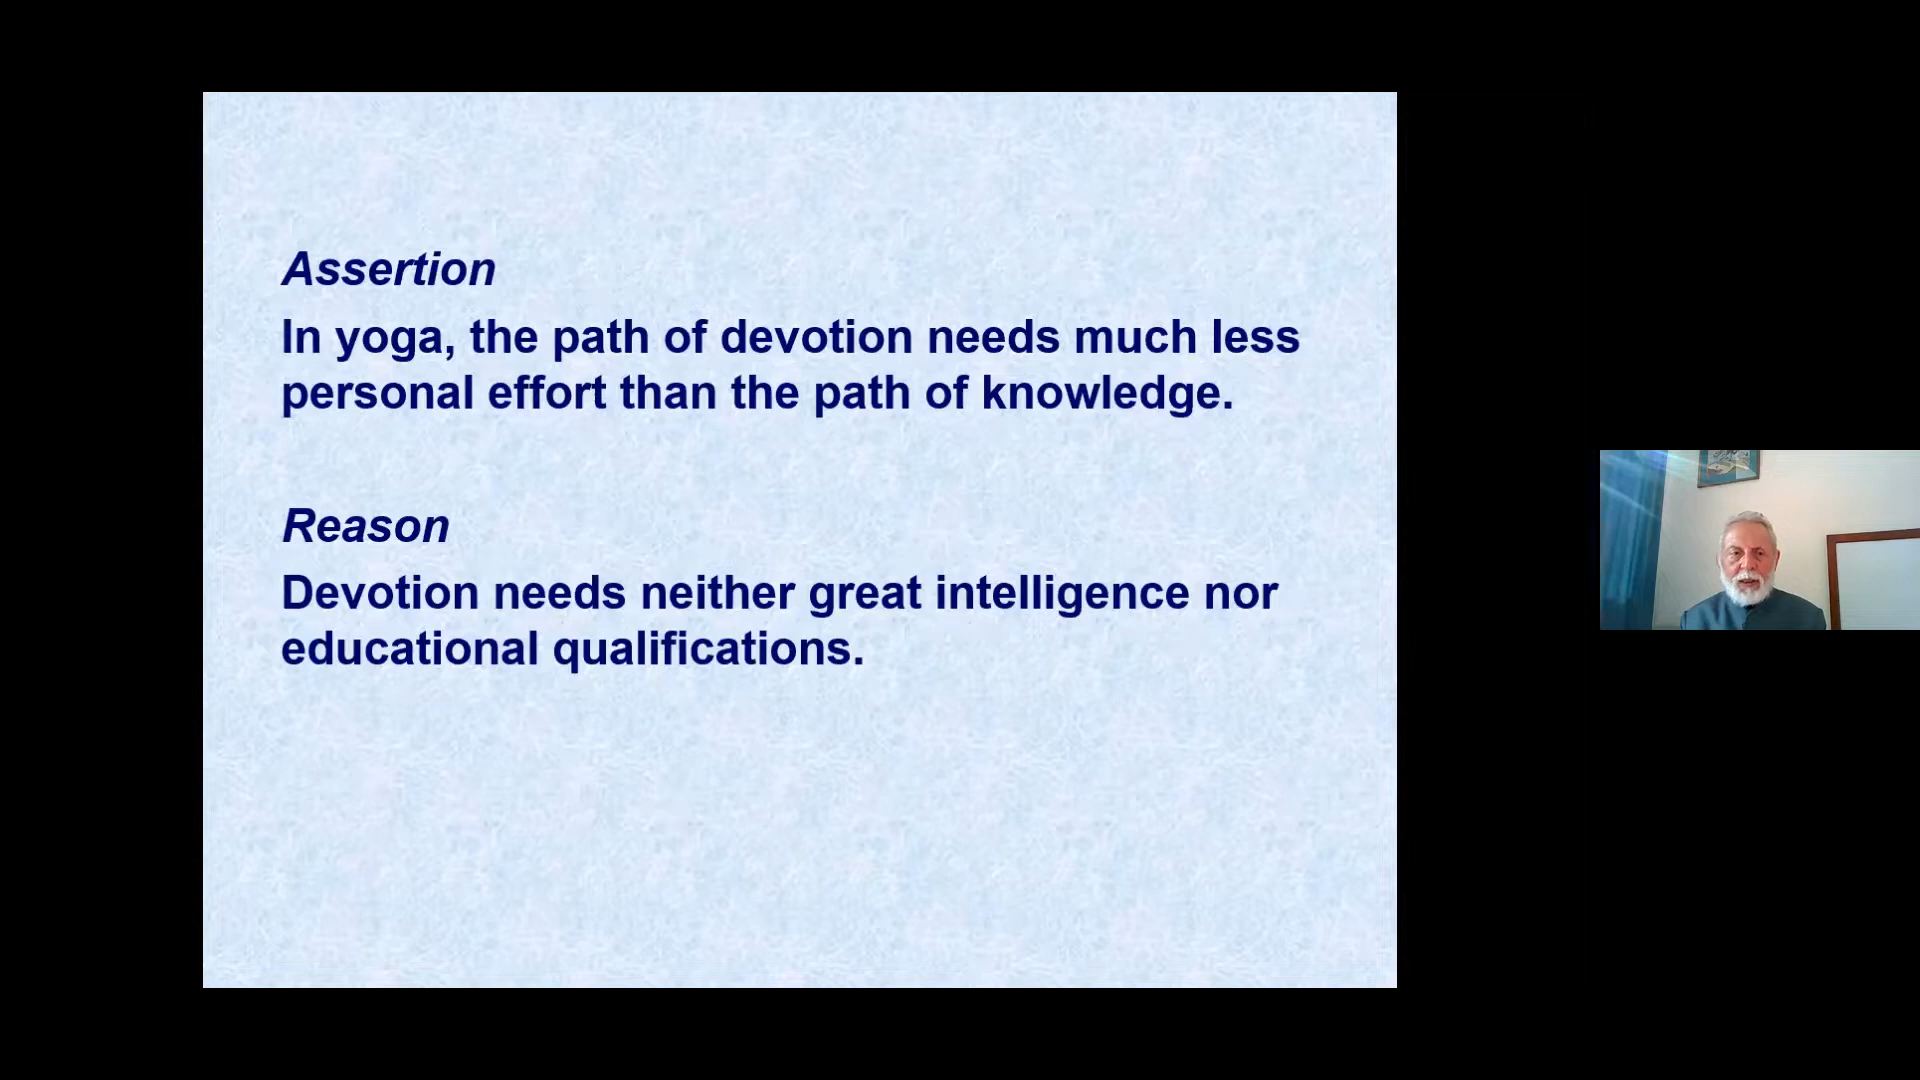 Assertion
In yoga, the path of devotion needs much less
personal effort than the path of knowledge.
Reason
Devotion needs neither great intelligence nor
educational qualifications.